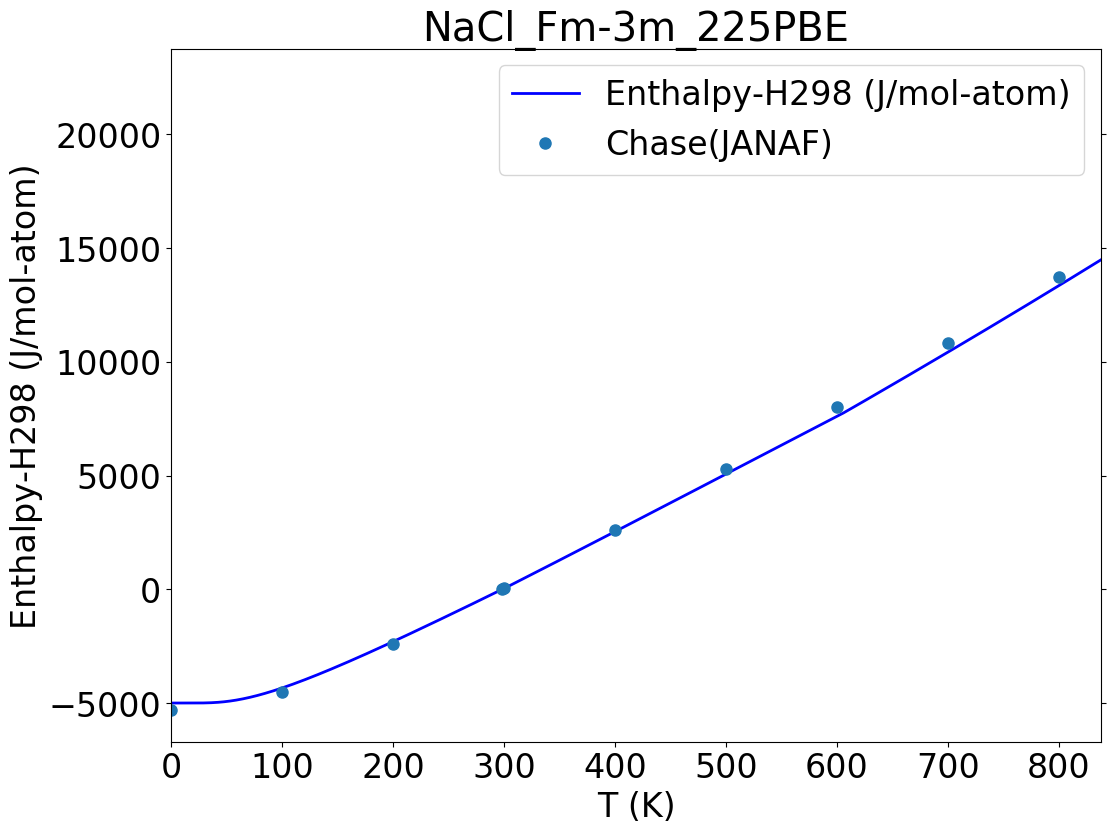 NaCl_Fm-3m_225PBE
Enthalpy-H298 (J/mol-atom)
Chase(JANAF)
Enthalpy-H298 (J/mol-atom)
20000
15000
10000
5000
0
−5000
0 100 200 300 400 500 600 700 800
T (K)